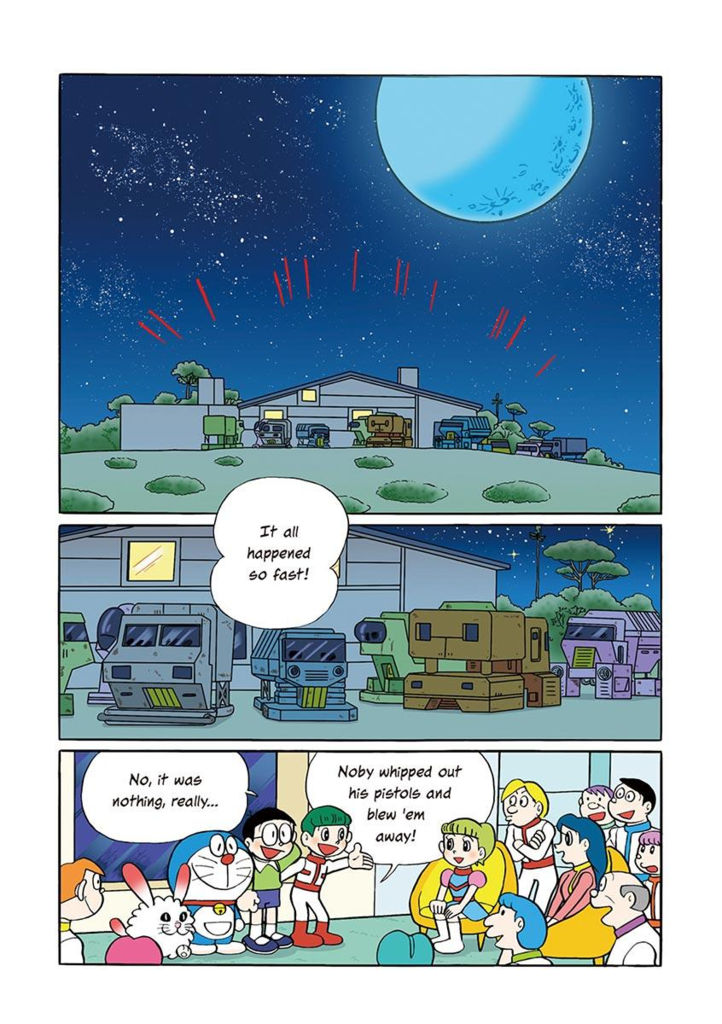 It all
happened
so fast!
No, it was
nothing, really...
Noby whipped out
his pistols and
blew 'em
away!